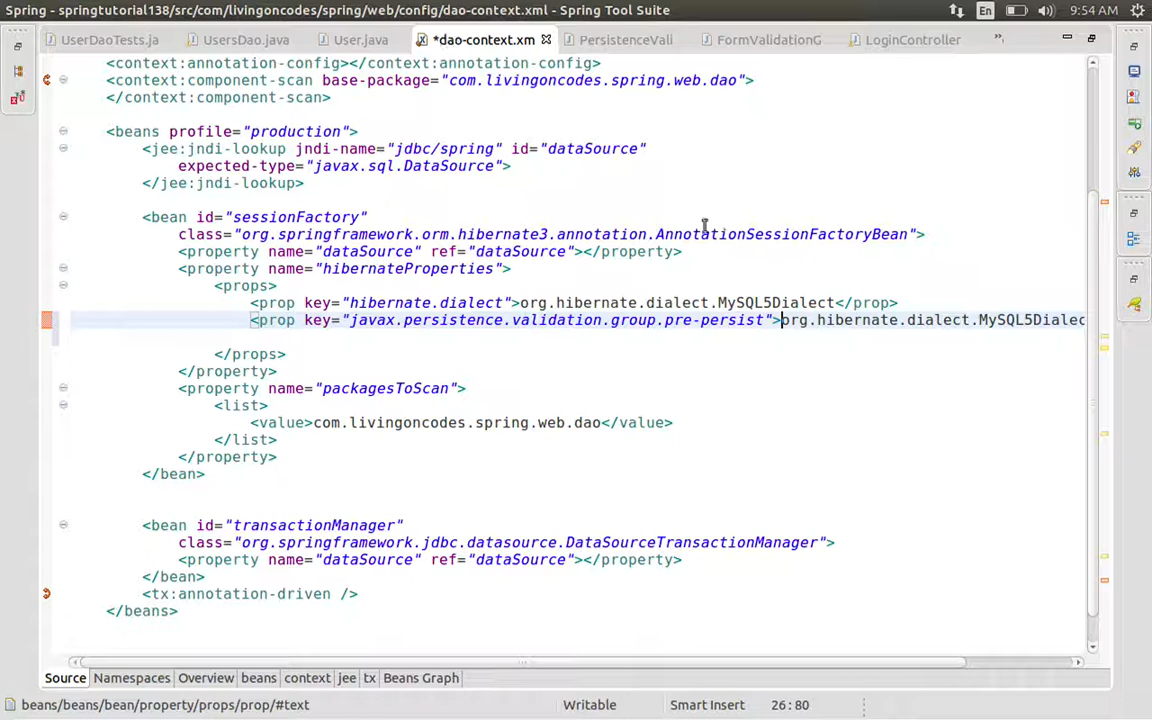 Spring - springtutorial138/src/com/livingoncodes/spring/web/config/dao-context.xml - Spring Tool Suite
En
9:54 AM
UserDaoTests.ja
UsersDao.java
User.java
*dao-context.xm
PersistenceVali
FormValidationG
LoginController
<context:annotation-config></context:annotation-config>
<context:component-scan base-package="com.livingoncodes.spring.web.dao">
</context:component-scan>
<beans profile="production">
<jee:jndi-lookup jndi-name="jdbc/spring" id="dataSource"
expected-type="javax.sql.DataSource">
</jee:jndi-lookup>
<bean id="sessionFactory"
class="org.springframework.orm.hibernate3.annotation.AnnotationSessionFactoryBean">
<property name="dataSource" ref="dataSource"></property>
<property name="hibernateProperties">
<props>
<prop key="hibernate.dialect">org.hibernate.dialect.MySQL5Dialect</prop>
<prop key="javax.persistence.validation.group.pre-persist">org.hibernate.dialect.MySQL5Dialec
</props>
</property>
<property name="packagesToScan">
<list>
<value>com.livingoncodes.spring.web.dao</value>
</list>
</property>
</bean>
<bean id="transactionManager"
class="org.springframework.jdbc.datasource.DataSourceTransactionManager">
<property name="dataSource" ref="dataSource"></property>
</bean>
<tx:annotation-driven />
</beans>
Source
Namespaces
Overview
beans
context
jee
tx
Beans Graph
beans/beans/bean/property/props/prop/#text
Writable
Smart Insert
26:80